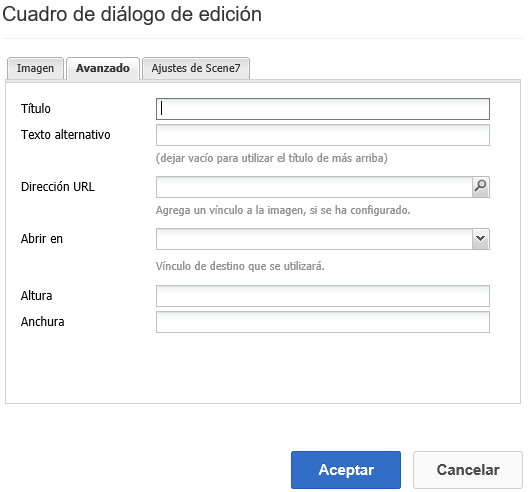 Cuadro de diálogo de edición
Imagen
Avanzado
Ajustes de Scene7
Título
Texto alternativo
(dejar vacío para utilizar el título de más arriba)
Dirección URL
Agrega un vínculo a la imagen, si se ha configurado.
Abrir en
Vínculo de destino que se utilizará.
Altura
Anchura
Aceptar
Cancelar